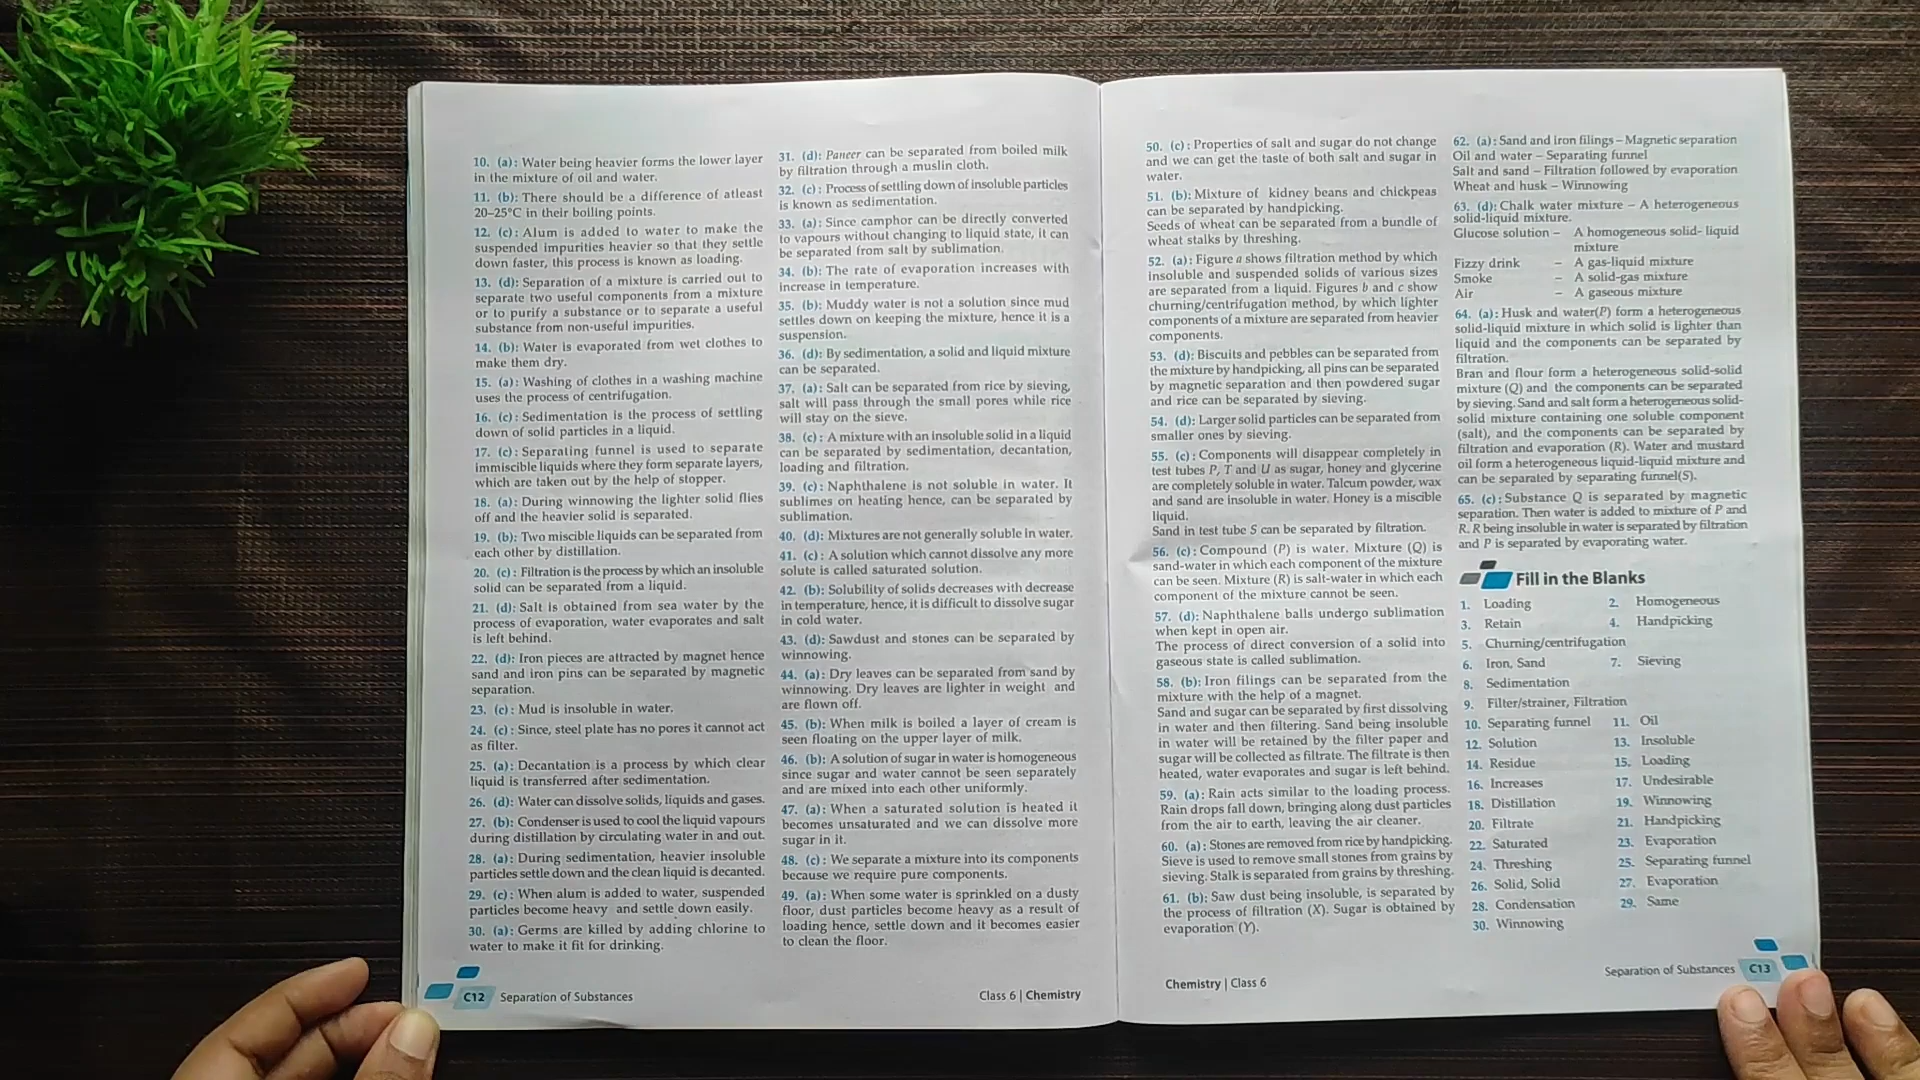 10. (a): Water being heavier forms the lower layer
in the mixture of oil and water.
11. (b): There should be a difference of atleast
20–25°C in their boiling points.
12. (c): Alum is added to water to make the
suspended impurities heavier so that they settle
down faster, this process is known as loading.
13. (d): Separation of a mixture is carried out to
separate two useful components from a mixture
or to purify a substance or to separate a useful
substance from non-useful impurities.
14. (b): Water is evaporated from wet clothes to
make them dry.
15. (a): Washing of clothes in a washing machine
uses the process of centrifugation.
16. (c): Sedimentation is the process of settling
down of solid particles in a liquid.
17. (c): Separating funnel is used to separate
immiscible liquids where they form separate layers,
which are taken out by the help of stopper.
18. (a): During winnowing the lighter solid flies
off and the heavier solid is separated.
19. (b): Two miscible liquids can be separated from
each other by distillation.
20. (c): Filtration is the process by which an insoluble
solid can be separated from a liquid.
21. (d): Salt is obtained from sea water by the
process of evaporation, water evaporates and salt
is left behind.
22. (d): Iron pieces are attracted by magnet hence
sand and iron pins can be separated by magnetic
separation.
23. (c): Mud is insoluble in water.
24. (c): Since, steel plate has no pores it cannot act
as filter.
25. (a): Decantation is a process by which clear
liquid is transferred after sedimentation.
26. (d): Water can dissolve solids, liquids and gases.
27. (b): Condenser is used to cool the liquid vapours
during distillation by circulating water in and out.
28. (a): During sedimentation, heavier insoluble
particles settle down and the clean liquid is decanted.
29. (c): When alum is added to water, suspended
particles become heavy and settle down easily.
30. (a): Germs are killed by adding chlorine to
water to make it fit for drinking.
31. (d): Paneer can be separated from boiled milk
by filtration through a muslin cloth.
32. (c): Process of settling down of insoluble particles
is known as sedimentation.
33. (a): Since camphor can be directly converted
to vapours without changing to liquid state, it can
be separated from salt by sublimation.
34. (b): The rate of evaporation increases with
increase in temperature.
35. (b): Muddy water is not a solution since mud
settles down on keeping the mixture, hence it is a
suspension.
36. (d): By sedimentation, a solid and liquid mixture
can be separated.
37. (a): Salt can be separated from rice by sieving,
salt will pass through the small pores while rice
will stay on the sieve.
38. (c): A mixture with an insoluble solid in a liquid
can be separated by sedimentation, decantation,
loading and filtration.
39. (c): Naphthalene is not soluble in water. It
sublimes on heating hence, can be separated by
sublimation.
40. (d): Mixtures are not generally soluble in water.
41. (c): A solution which cannot dissolve any more
solute is called saturated solution.
42. (b): Solubility of solids decreases with decrease
in temperature, hence, it is difficult to dissolve sugar
in cold water.
43. (d): Sawdust and stones can be separated by
winnowing.
44. (a): Dry leaves can be separated from sand by
winnowing. Dry leaves are lighter in weight and
are flown off.
45. (b): When milk is boiled a layer of cream is
seen floating on the upper layer of milk.
46. (b): A solution of sugar in water is homogeneous
since sugar and water cannot be seen separately
and are mixed into each other uniformly.
47. (a): When a saturated solution is heated it
becomes unsaturated and we can dissolve more
sugar in it.
48. (c): We separate a mixture into its components
because we require pure components.
49. (a): When some water is sprinkled on a dusty
floor, dust particles become heavy as a result of
loading hence, settle down and it becomes easier
to clean the floor.
C12 Separation of Substances
Class 6 | Chemistry
50. (c): Properties of salt and sugar do not change
and we can get the taste of both salt and sugar in
water.
51. (b): Mixture of kidney beans and chickpeas
can be separated by handpicking.
Seeds of wheat can be separated from a bundle of
wheat stalks by threshing.
52. (a): Figure a shows filtration method by which
insoluble and suspended solids of various sizes
are separated from a liquid. Figures b and c show
churning/centrifugation method, by which lighter
components of a mixture are separated from heavier
components.
53. (d): Biscuits and pebbles can be separated from
the mixture by handpicking, all pins can be separated
by magnetic separation and then powdered sugar
and rice can be separated by sieving.
54. (d): Larger solid particles can be separated from
smaller ones by sieving.
55. (c): Components will disappear completely in
test tubes P, T and U as sugar, honey and glycerine
are completely soluble in water. Talcum powder, wax
and sand are insoluble in water. Honey is a miscible
liquid.
Sand in test tube S can be separated by filtration.
56. (c): Compound (P) is water. Mixture (Q) is
sand-water in which each component of the mixture
can be seen. Mixture (R) is salt-water in which each
component of the mixture cannot be seen.
57. (d): Naphthalene balls undergo sublimation
when kept in open air.
The process of direct conversion of a solid into
gaseous state is called sublimation.
58. (b): Iron filings can be separated from the
mixture with the help of a magnet.
Sand and sugar can be separated by first dissolving
in water and then filtering. Sand being insoluble
in water will be retained by the filter paper and
sugar will be collected as filtrate. The filtrate is then
heated, water evaporates and sugar is left behind.
59. (a): Rain acts similar to the loading process.
Rain drops fall down, bringing along dust particles
from the air to earth, leaving the air cleaner.
60. (a): Stones are removed from rice by handpicking.
Sieve is used to remove small stones from grains by
sieving. Stalk is separated from grains by threshing.
61. (b): Saw dust being insoluble, is separated by
the process of filtration (X). Sugar is obtained by
evaporation (Y).
62. (a): Sand and iron filings – Magnetic separation
Oil and water – Separating funnel
Salt and sand – Filtration followed by evaporation
Wheat and husk – Winnowing
63. (d): Chalk water mixture – A heterogeneous
solid-liquid mixture.
Glucose solution – A homogeneous solid- liquid
mixture
Fizzy drink – A gas-liquid mixture
Smoke – A solid-gas mixture
Air – A gaseous mixture
64. (a): Husk and water(P) form a heterogeneous
solid-liquid mixture in which solid is lighter than
liquid and the components can be separated by
filtration.
Bran and flour form a heterogeneous solid-solid
mixture (Q) and the components can be separated
by sieving. Sand and salt form a heterogeneous solid-
solid mixture containing one soluble component
(salt), and the components can be separated by
filtration and evaporation (R). Water and mustard
oil form a heterogeneous liquid-liquid mixture and
can be separated by separating funnel(S).
65. (c): Substance Q is separated by magnetic
separation. Then water is added to mixture of P and
R. R being insoluble in water is separated by filtration
and P is separated by evaporating water.
Fill in the Blanks
1. Loading 2. Homogeneous
3. Retain 4. Handpicking
5. Churning/centrifugation
6. Iron, Sand 7. Sieving
8. Sedimentation
9. Filter/strainer, Filtration
10. Separating funnel 11. Oil
12. Solution 13. Insoluble
14. Residue 15. Loading
16. Increases 17. Undesirable
18. Distillation 19. Winnowing
20. Filtrate 21. Handpicking
22. Saturated 23. Evaporation
24. Threshing 25. Separating funnel
26. Solid, Solid 27. Evaporation
28. Condensation 29. Same
30. Winnowing
Chemistry | Class 6
Separation of Substances C13